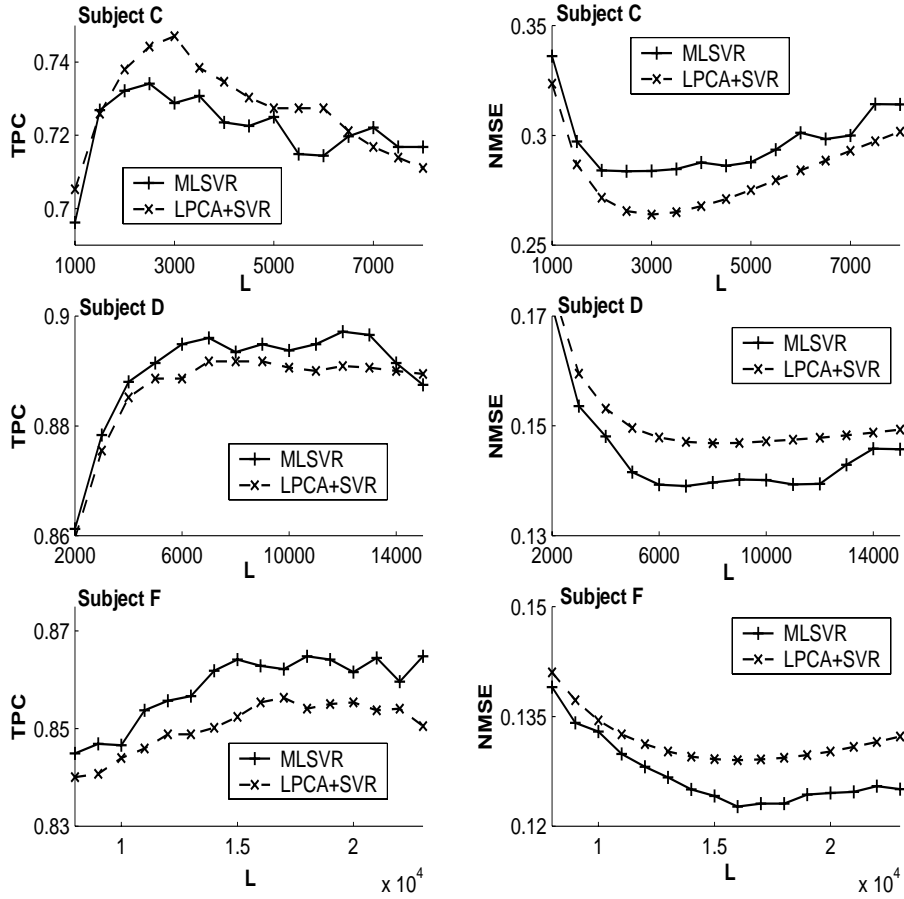 Subject C
0.74
0.72
0.7
TPC
MLSVR
LPCA+SVR
1000
3000
5000
7000
L
Subject C
0.35
0.3
0.25
NMSE
MLSVR
LPCA+SVR
1000
3000
5000
7000
L
Subject D
0.9
0.88
0.86
TPC
MLSVR
LPCA+SVR
2000
6000
10000
14000
L
Subject D
0.17
0.15
0.13
NMSE
MLSVR
LPCA+SVR
2000
6000
10000
14000
L
Subject F
0.87
0.85
0.83
TPC
MLSVR
LPCA+SVR
1
1.5
2
L
x 10⁴
Subject F
0.15
0.135
0.12
NMSE
MLSVR
LPCA+SVR
1
1.5
2
L
x 10⁴